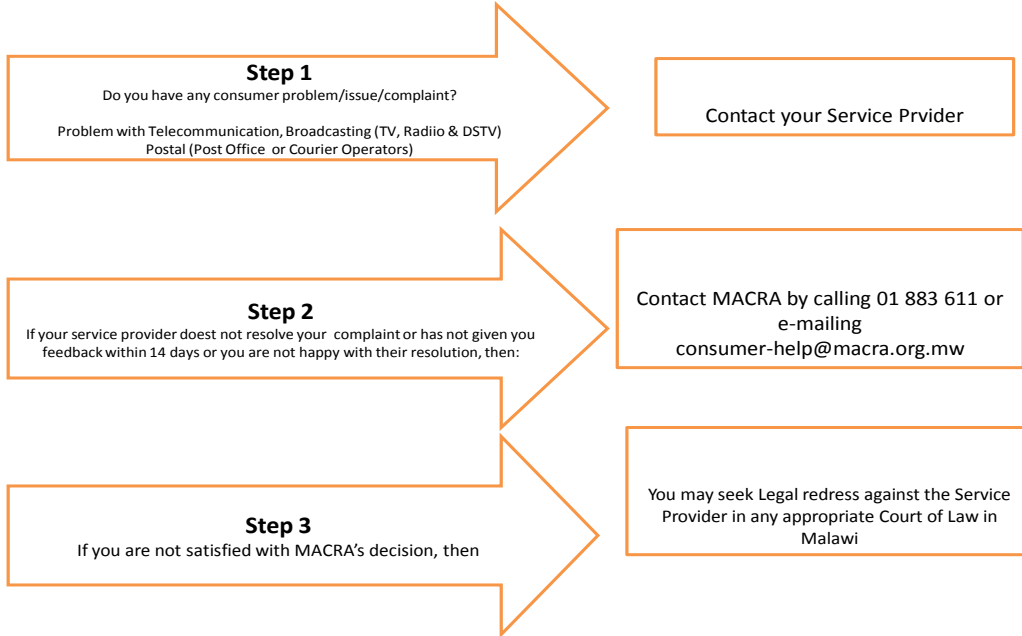 Step 1
Do you have any consumer problem/issue/complaint?
Problem with Telecommunication, Broadcasting (TV, Radiio & DSTV)
Postal (Post Office or Courier Operators)
Contact your Service Prvider
Step 2
If your service provider doest not resolve your complaint or has not given you
feedback within 14 days or you are not happy with their resolution, then:
Contact MACRA by calling 01 883 611 or
e-mailing
consumer-help@macra.org.mw
Step 3
If you are not satisfied with MACRA’s decision, then
You may seek Legal redress against the Service
Provider in any appropriate Court of Law in
Malawi